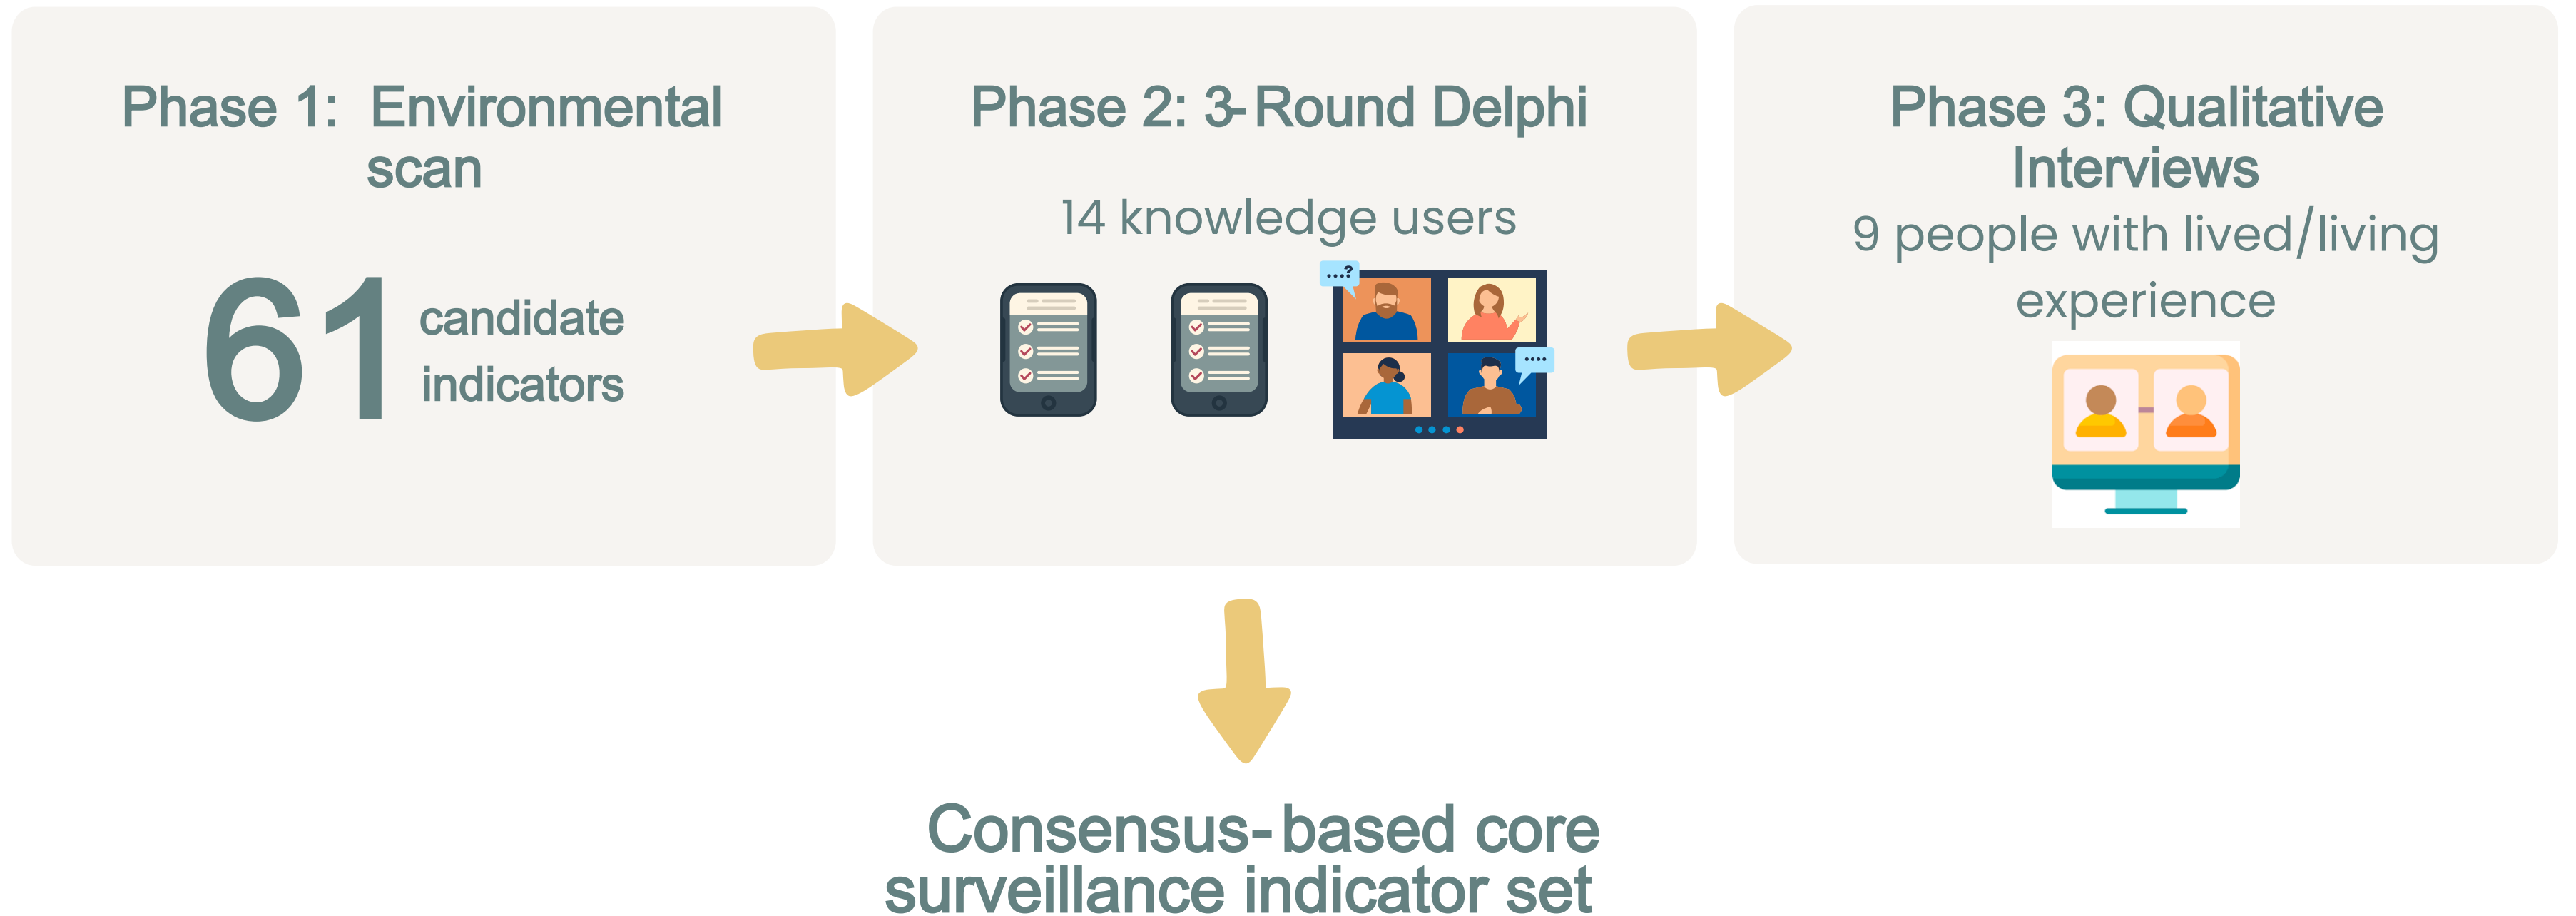 Phase 1: Environmental
scan
61
candidate
indicators
Phase 2: 3-Round Delphi
14 knowledge users
....?
....
Phase 3: Qualitative
Interviews
9 people with lived/living
experience
Consensus-based core
surveillance indicator set